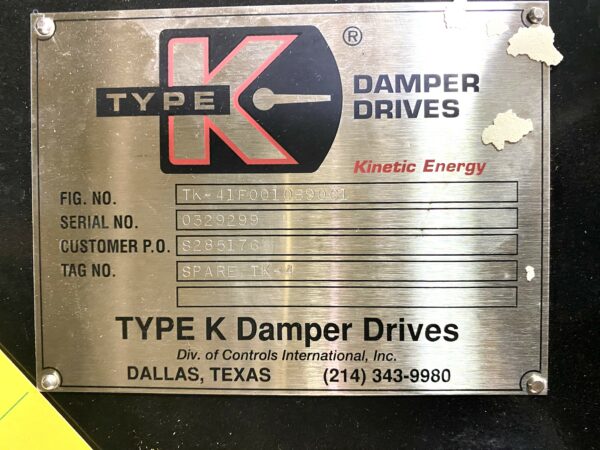 TYPE K ®
DAMPER
DRIVES
Kinetic Energy
FIG. NO.
SERIAL NO. 0329299
CUSTOMER P.O. S285176
TAG NO. SPARE TK-4
TYPE K Damper Drives
Div. of Controls International, Inc.
DALLAS, TEXAS (214) 343-9980